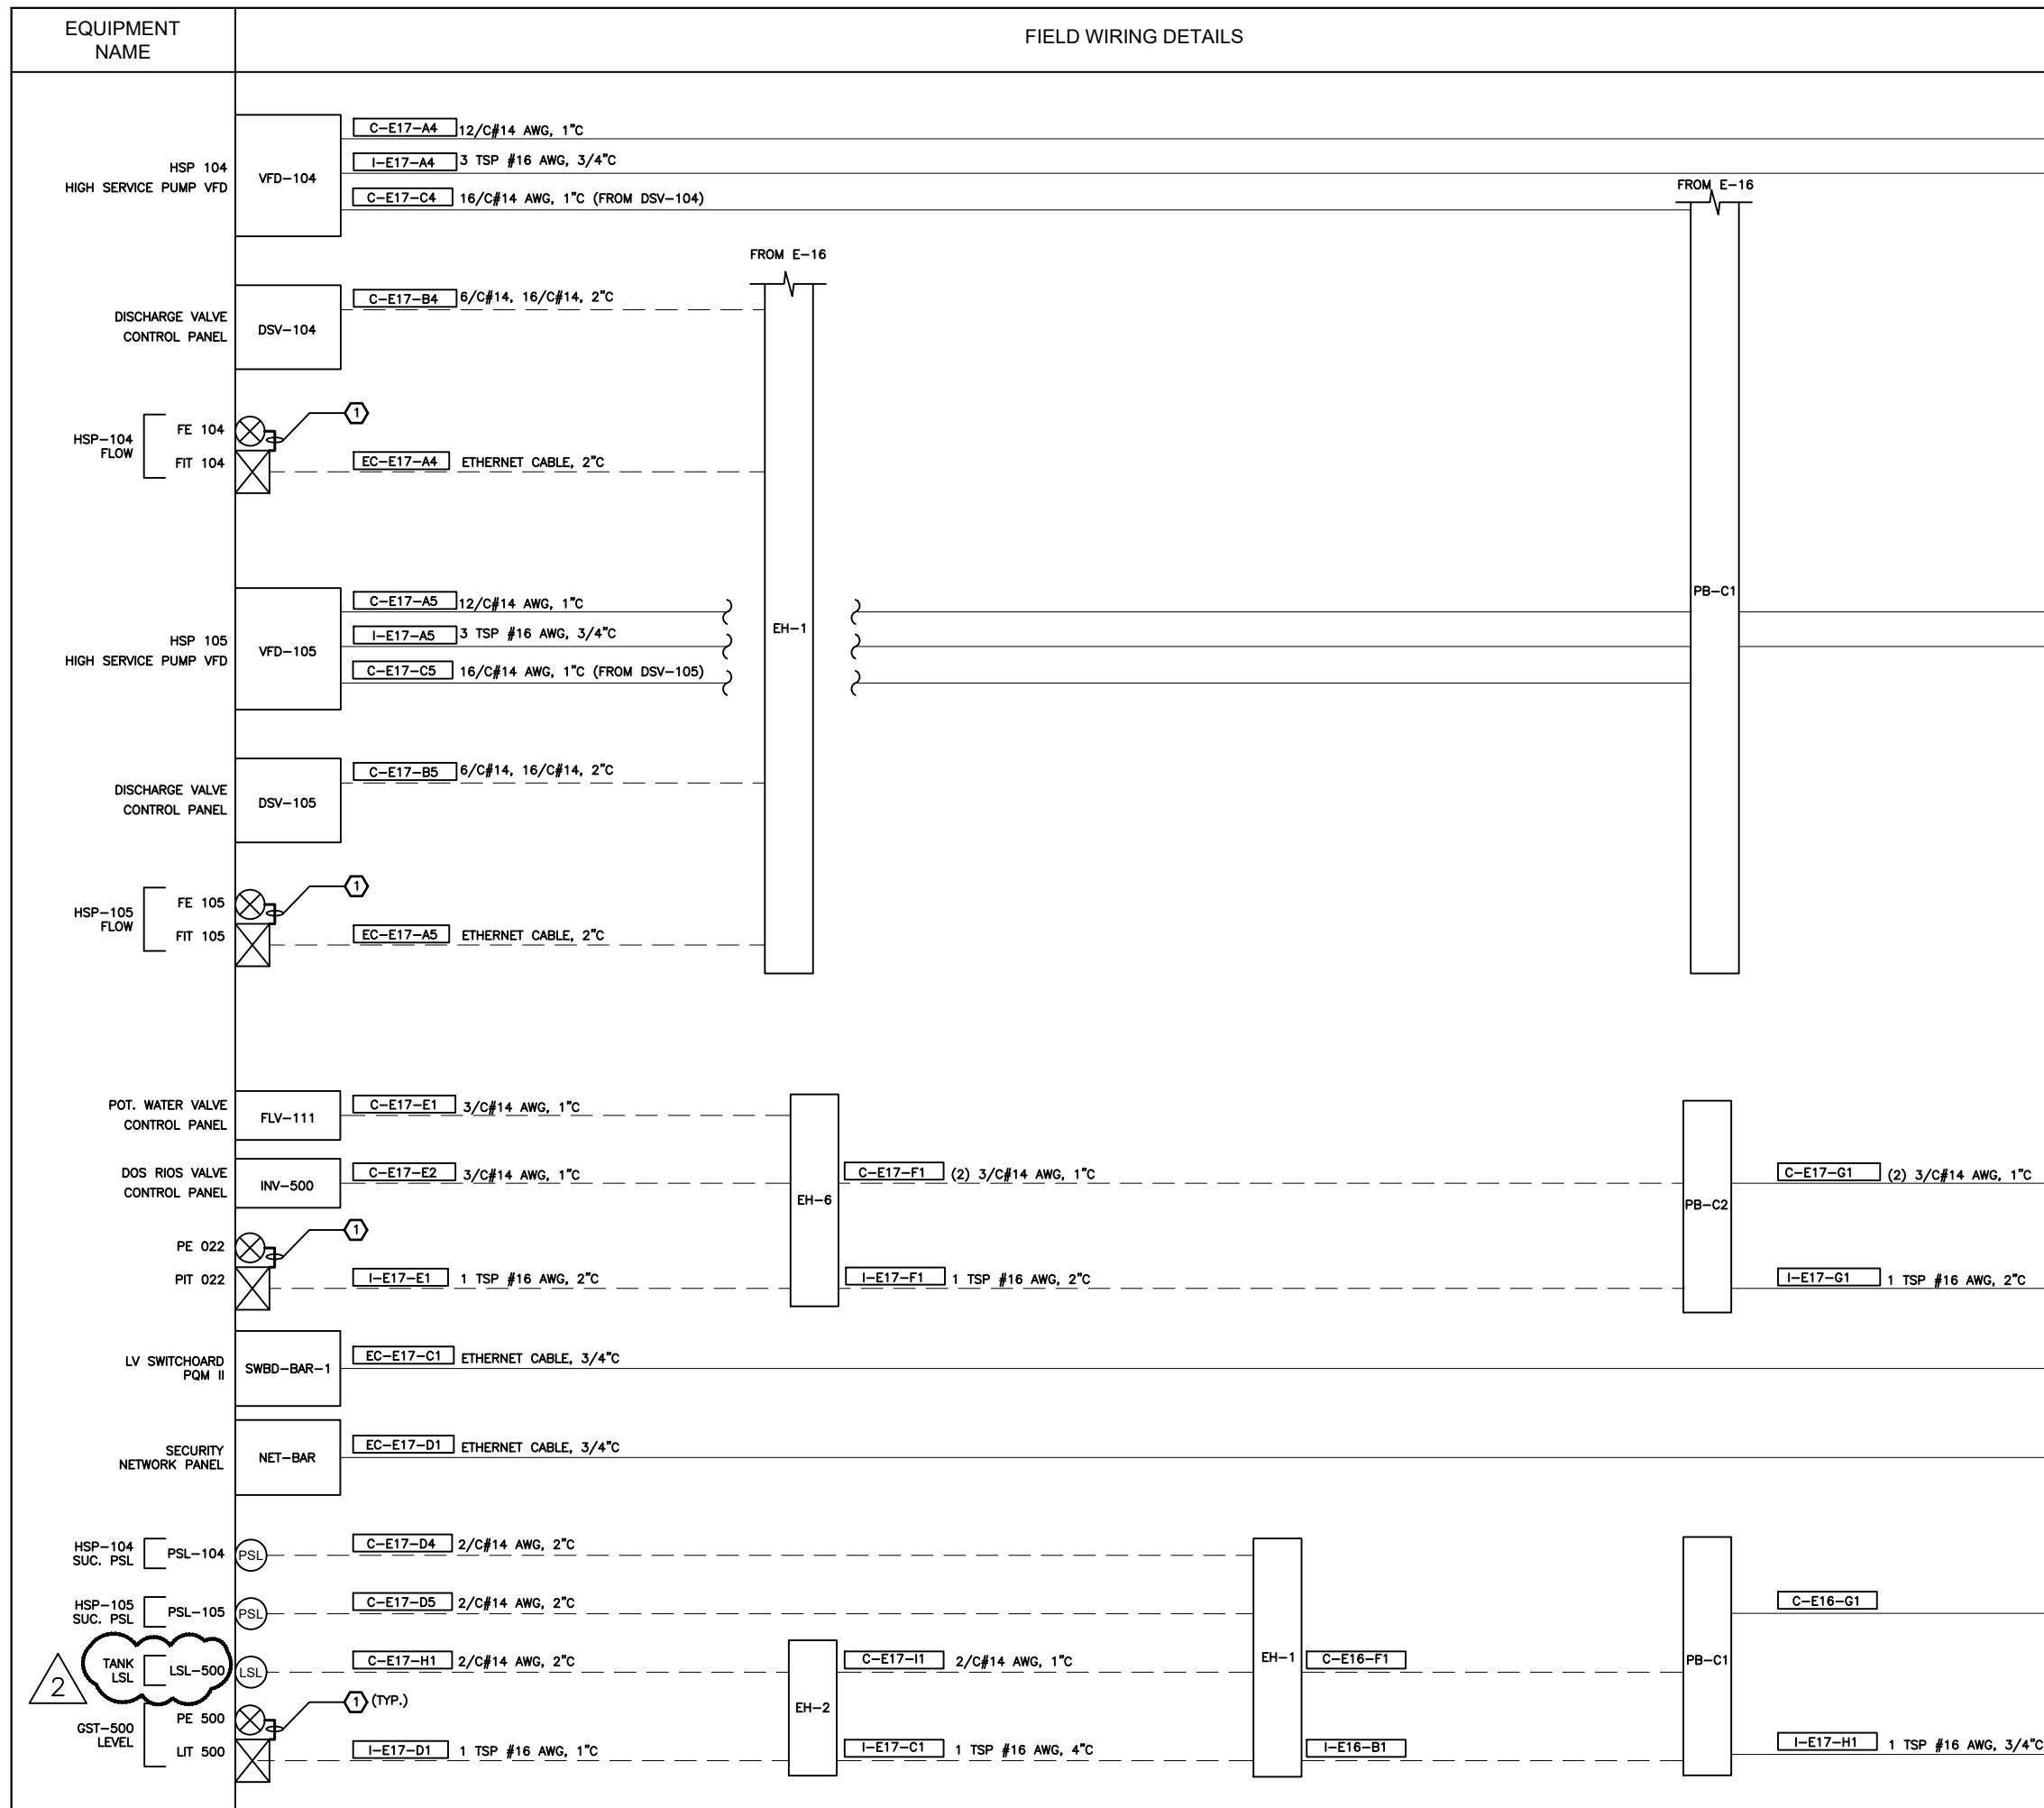 EQUIPMENT
NAME
FIELD WIRING DETAILS
HSP 104
HIGH SERVICE PUMP VFD
VFD-104
C-E17-A4 12/C#14 AWG, 1"C
I-E17-A4 3 TSP #16 AWG, 3/4"C
C-E17-C4 16/C#14 AWG, 1"C (FROM DSV-104)
FROM E-16
FROM E-16
DISCHARGE VALVE
CONTROL PANEL
DSV-104
C-E17-B4 6/C#14, 16/C#14, 2"C
HSP-104
FLOW
FE 104
FIT 104
1
EC-E17-A4 ETHERNET CABLE, 2"C
HSP 105
HIGH SERVICE PUMP VFD
VFD-105
C-E17-A5 12/C#14 AWG, 1"C
I-E17-A5 3 TSP #16 AWG, 3/4"C
C-E17-C5 16/C#14 AWG, 1"C (FROM DSV-105)
EH-1
PB-C1
DISCHARGE VALVE
CONTROL PANEL
DSV-105
C-E17-B5 6/C#14, 16/C#14, 2"C
HSP-105
FLOW
FE 105
FIT 105
1
EC-E17-A5 ETHERNET CABLE, 2"C
POT. WATER VALVE
CONTROL PANEL
FLV-111
C-E17-E1 3/C#14 AWG, 1"C
DOS RIOS VALVE
CONTROL PANEL
INV-500
C-E17-E2 3/C#14 AWG, 1"C
EH-6
C-E17-F1 (2) 3/C#14 AWG, 1"C
PB-C2
C-E17-G1 (2) 3/C#14 AWG, 1"C
PE 022
PIT 022
1
I-E17-E1 1 TSP #16 AWG, 2"C
I-E17-F1 1 TSP #16 AWG, 2"C
I-E17-G1 1 TSP #16 AWG, 2"C
LV SWITCHOARD
PQM II
SWBD-BAR-1
EC-E17-C1 ETHERNET CABLE, 3/4"C
SECURITY
NETWORK PANEL
NET-BAR
EC-E17-D1 ETHERNET CABLE, 3/4"C
HSP-104
SUC. PSL
PSL-104
PSL
C-E17-D4 2/C#14 AWG, 2"C
HSP-105
SUC. PSL
PSL-105
PSL
C-E17-D5 2/C#14 AWG, 2"C
C-E16-G1
2
TANK
LSL
LSL-500
LSL
C-E17-H1 2/C#14 AWG, 2"C
EH-2
C-E17-I1 2/C#14 AWG, 1"C
EH-1
C-E16-F1
PB-C1
GST-500
LEVEL
PE 500
LIT 500
1 (TYP.)
I-E17-D1 1 TSP #16 AWG, 1"C
I-E17-C1 1 TSP #16 AWG, 4"C
I-E16-B1
I-E17-H1 1 TSP #16 AWG, 3/4"C